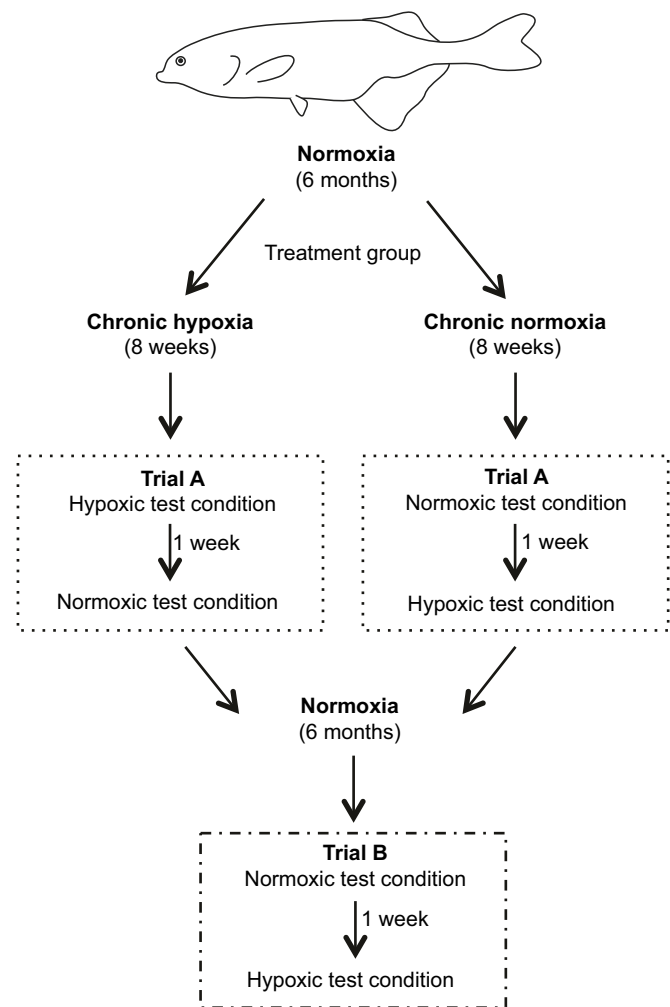 Normoxia
(6 months)
Treatment group
Chronic hypoxia
(8 weeks)
Chronic normoxia
(8 weeks)
Trial A
Hypoxic test condition
1 week
Normoxic test condition
Trial A
Normoxic test condition
1 week
Hypoxic test condition
Normoxia
(6 months)
Trial B
Normoxic test condition
1 week
Hypoxic test condition